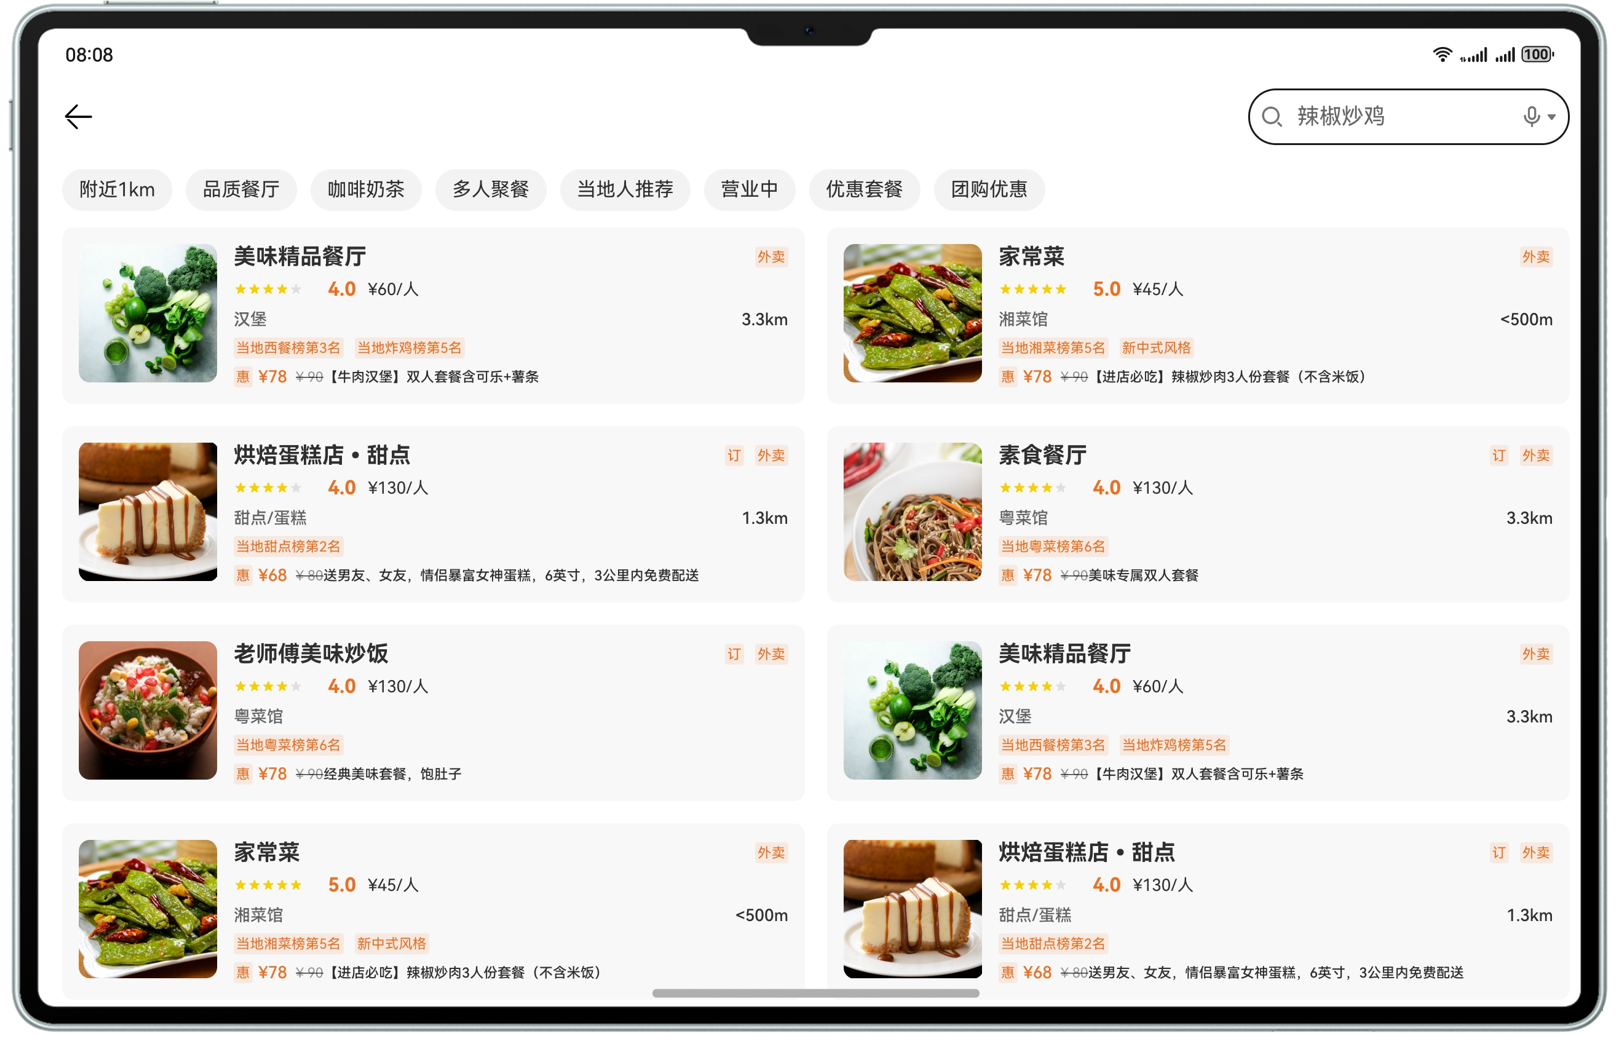 08:08
100
辣椒炒鸡
附近1km 品质餐厅 咖啡奶茶 多人聚餐 当地人推荐 营业中 优惠套餐 团购优惠
美味精品餐厅 外卖
4.0 ¥60/人
汉堡 3.3km
当地西餐榜第3名 当地炸鸡榜第5名
惠 ¥78 ¥90【牛肉汉堡】双人套餐含可乐+薯条
家常菜 外卖
5.0 ¥45/人
湘菜馆 <500m
当地湘菜榜第5名 新中式风格
惠 ¥78 ¥90【进店必吃】辣椒炒肉3人份套餐（不含米饭）
烘焙蛋糕店•甜点 订 外卖
4.0 ¥130/人
甜点/蛋糕 1.3km
当地甜点榜第2名
惠 ¥68 ¥80送男友、女友，情侣暴富女神蛋糕，6英寸，3公里内免费配送
素食餐厅 订 外卖
4.0 ¥130/人
粤菜馆 3.3km
当地粤菜榜第6名
惠 ¥78 ¥90美味专属双人套餐
老师傅美味炒饭 订 外卖
4.0 ¥130/人
粤菜馆
当地粤菜榜第6名
惠 ¥78 ¥90经典美味套餐，饱肚子
美味精品餐厅 外卖
4.0 ¥60/人
汉堡 3.3km
当地西餐榜第3名 当地炸鸡榜第5名
惠 ¥78 ¥90【牛肉汉堡】双人套餐含可乐+薯条
家常菜 外卖
5.0 ¥45/人
湘菜馆 <500m
当地湘菜榜第5名 新中式风格
惠 ¥78 ¥90【进店必吃】辣椒炒肉3人份套餐（不含米饭）
烘焙蛋糕店•甜点 订 外卖
4.0 ¥130/人
甜点/蛋糕 1.3km
当地甜点榜第2名
惠 ¥68 ¥80送男友、女友，情侣暴富女神蛋糕，6英寸，3公里内免费配送